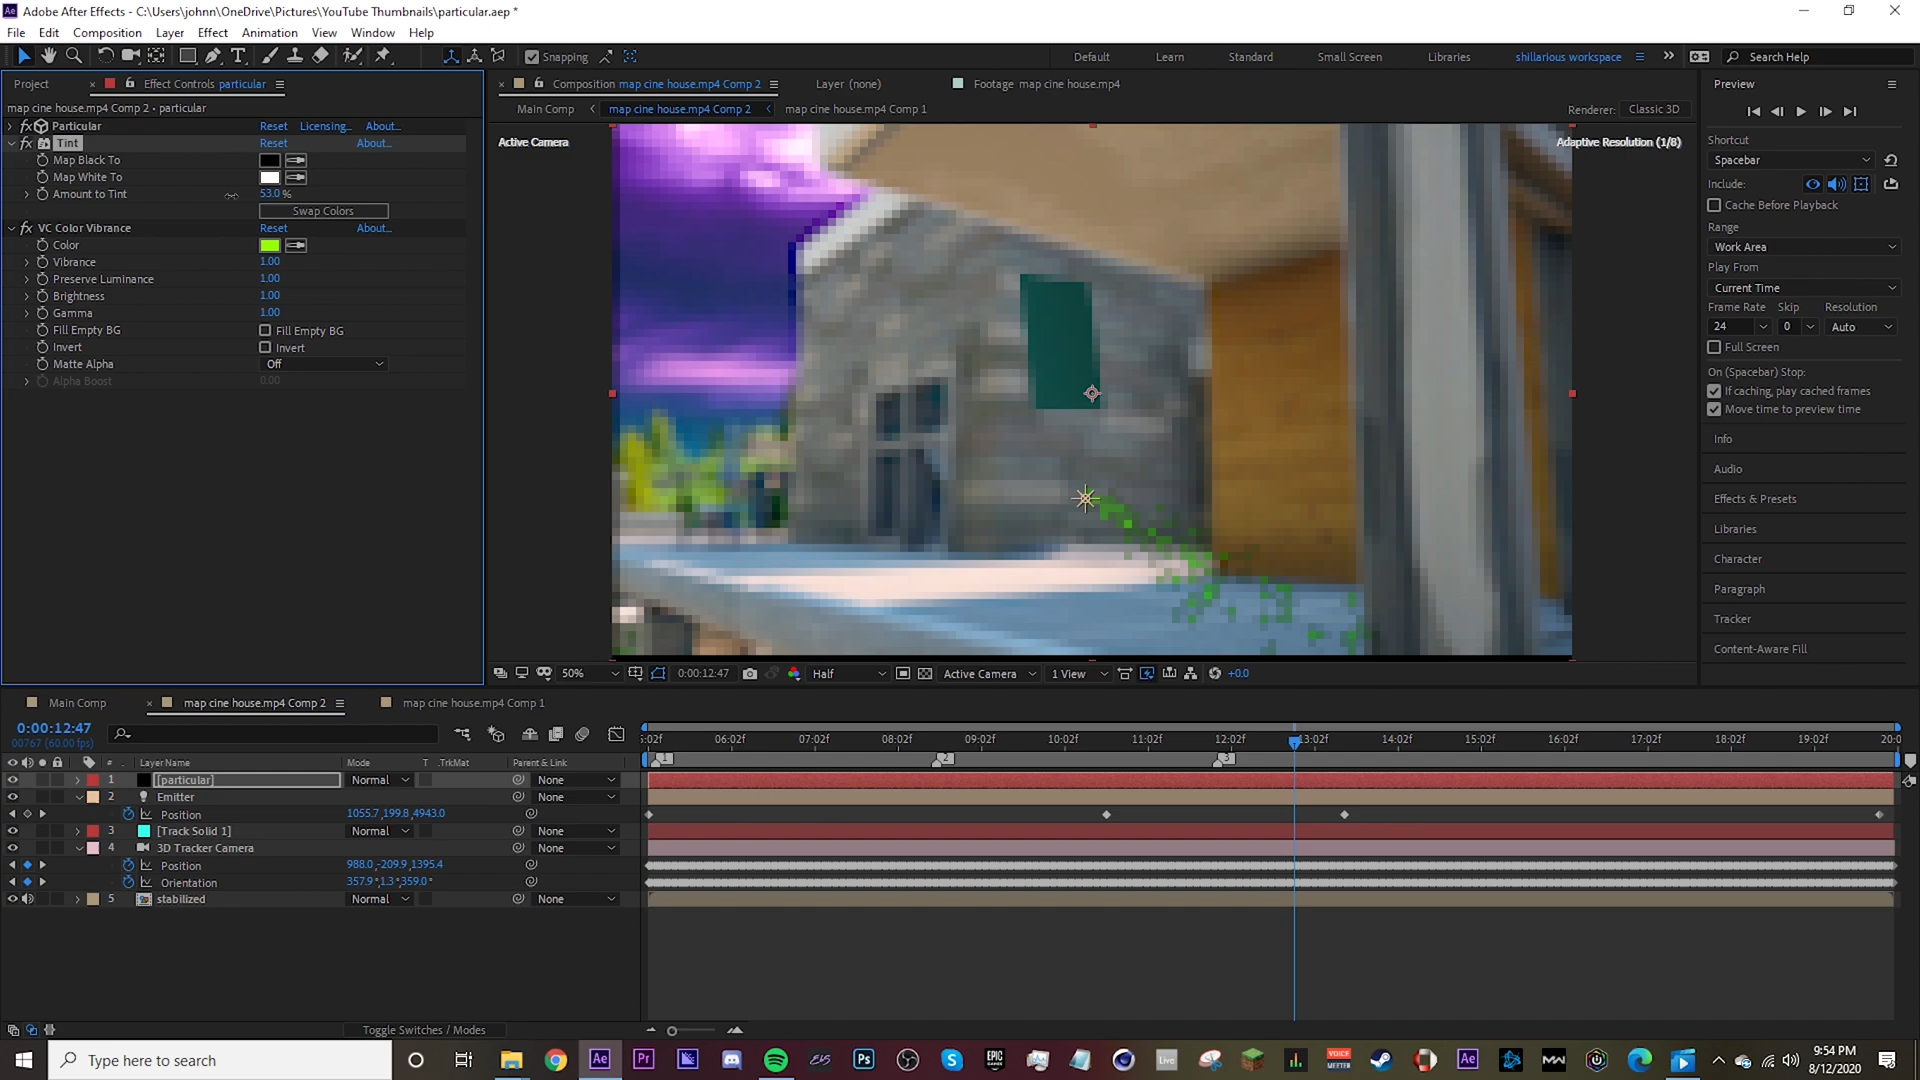 Adobe After Effects - C:\Users\johnn\OneDrive\Pictures\YouTube Thumbnails\particular.aep *
File Edit Composition Layer Effect Animation View Window Help
Snapping
Default Learn Standard Small Screen Libraries shillarious workspace Search Help
Project Effect Controls particular
map cine house.mp4 Comp 2 • particular
Particular Reset Licensing... About...
Tint Reset About...
Map Black To
Map White To
Amount to Tint 53.0 %
Swap Colors
VC Color Vibrance Reset About...
Color
Vibrance 1.00
Preserve Luminance 1.00
Brightness 1.00
Gamma 1.00
Fill Empty BG Fill Empty BG
Invert Invert
Matte Alpha Off
Alpha Boost 0.00
Composition map cine house.mp4 Comp 2 Layer (none) Footage map cine house.mp4
Main Comp map cine house.mp4 Comp 2 map cine house.mp4 Comp 1 Renderer: Classic 3D
Active Camera Adaptive Resolution (1/8)
50% 0:00:12:47 Half Active Camera 1 View +0.0
Preview
Shortcut
Spacebar
Include:
Cache Before Playback
Range
Work Area
Play From
Current Time
Frame Rate Skip Resolution
24 0 Auto
Full Screen
On (Spacebar) Stop:
If caching, play cached frames
Move time to preview time
Info
Audio
Effects & Presets
Libraries
Character
Paragraph
Tracker
Content-Aware Fill
Main Comp map cine house.mp4 Comp 2 map cine house.mp4 Comp 1
0:00:12:47
00767 (60.00 fps)
5:02f 06:02f 07:02f 08:02f 09:02f 10:02f 11:02f 12:02f 13:02f 14:02f 15:02f 16:02f 17:02f 18:02f 19:02f 20:0
# Layer Name Mode T .TrkMat Parent & Link
1 2 3
1 [particular] Normal None
2 Emitter None
Position 1055.7,199.8,4943.0
3 [Track Solid 1] Normal None
4 3D Tracker Camera None
Position 988.0,-209.9,1395.4
Orientation 357.9°,1.3°,359.0°
5 stabilized Normal None
Toggle Switches / Modes
Type here to search
9:54 PM
8/12/2020